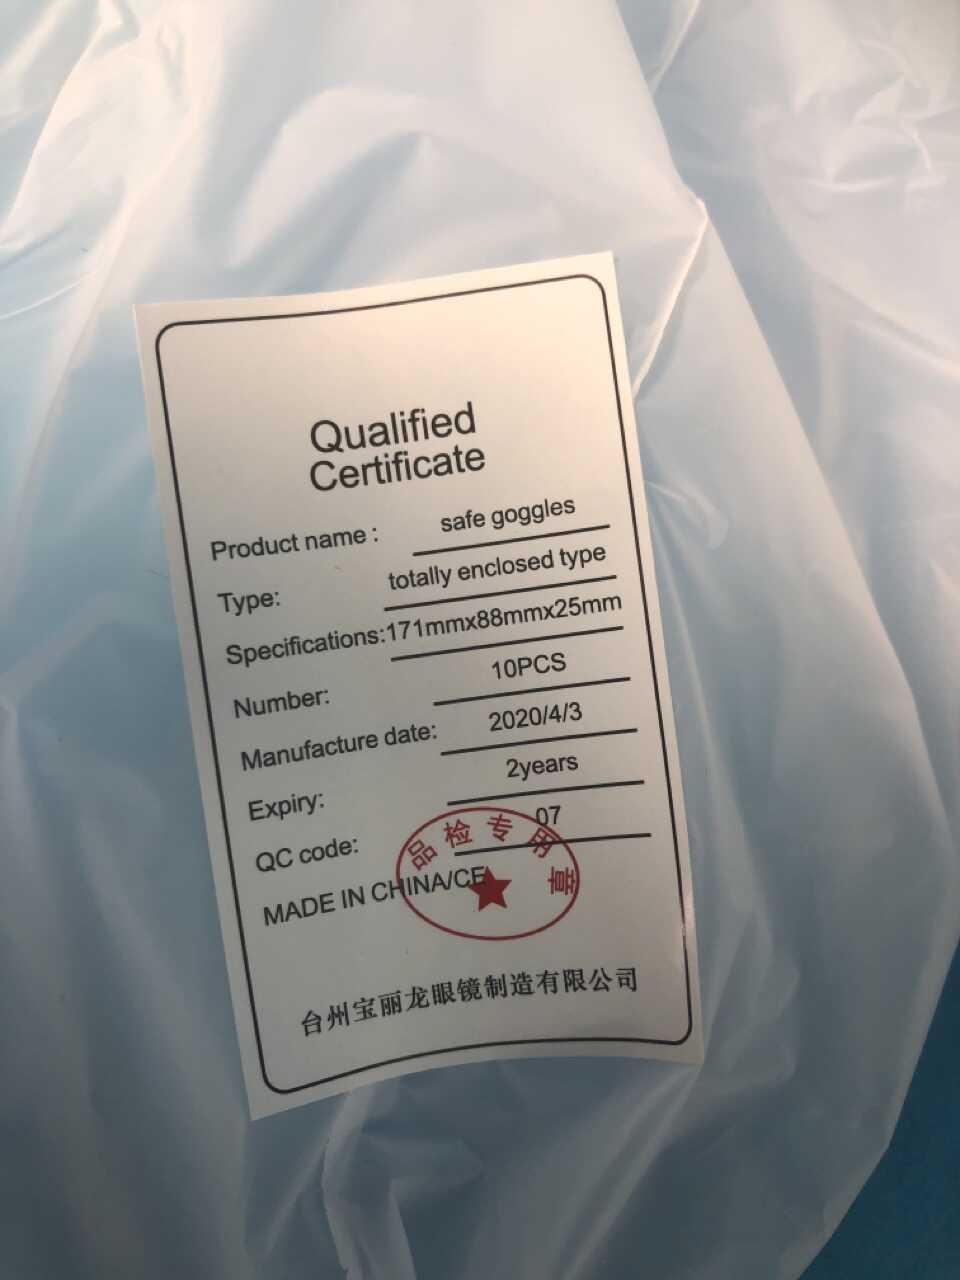 Qualified
Certificate
Product name : safe goggles
Type: totally enclosed type
Specifications:171mmx88mmx25mm
Number: 10PCS
Manufacture date: 2020/4/3
Expiry: 2years
QC code: 07
品检专用章
MADE IN CHINA/CE
台州宝丽龙眼镜制造有限公司